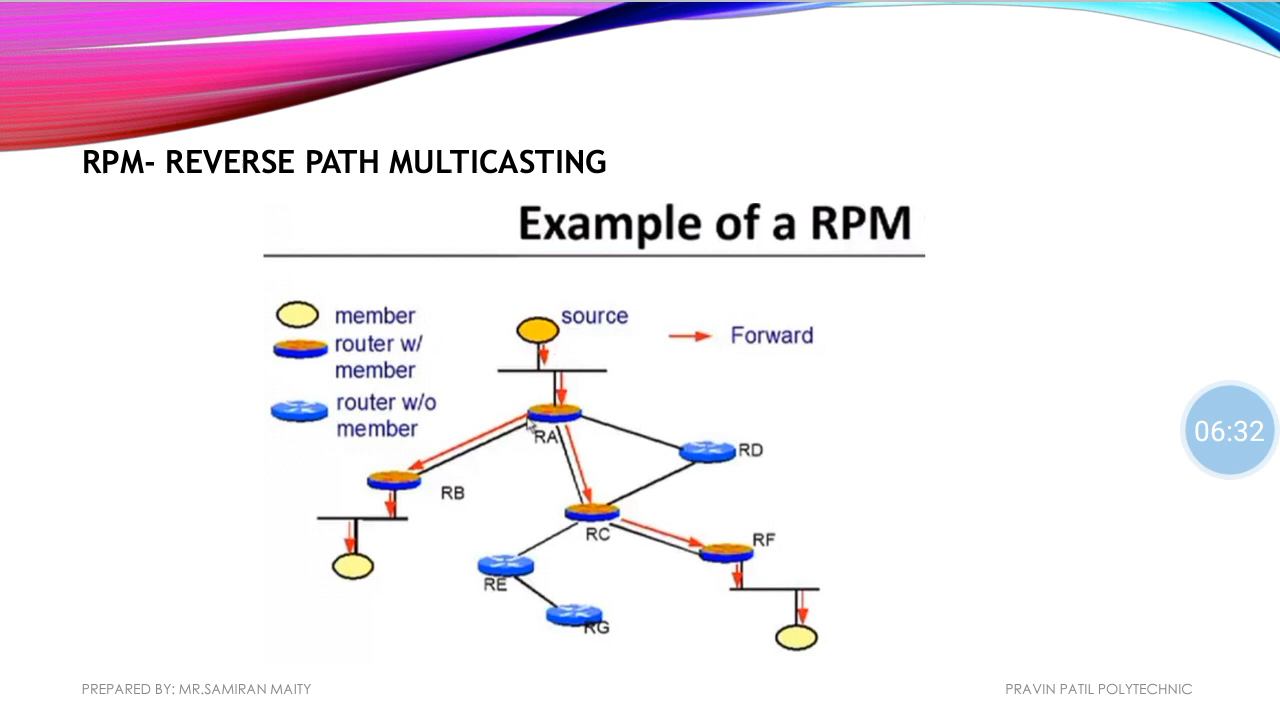 RPM- REVERSE PATH MULTICASTING
Example of a RPM
member
router w/
member
router w/o
member
source
Forward
RA
RD
RB
RC
RF
RE
RG
06:32
PREPARED BY: MR.SAMIRAN MAITY
PRAVIN PATIL POLYTECHNIC